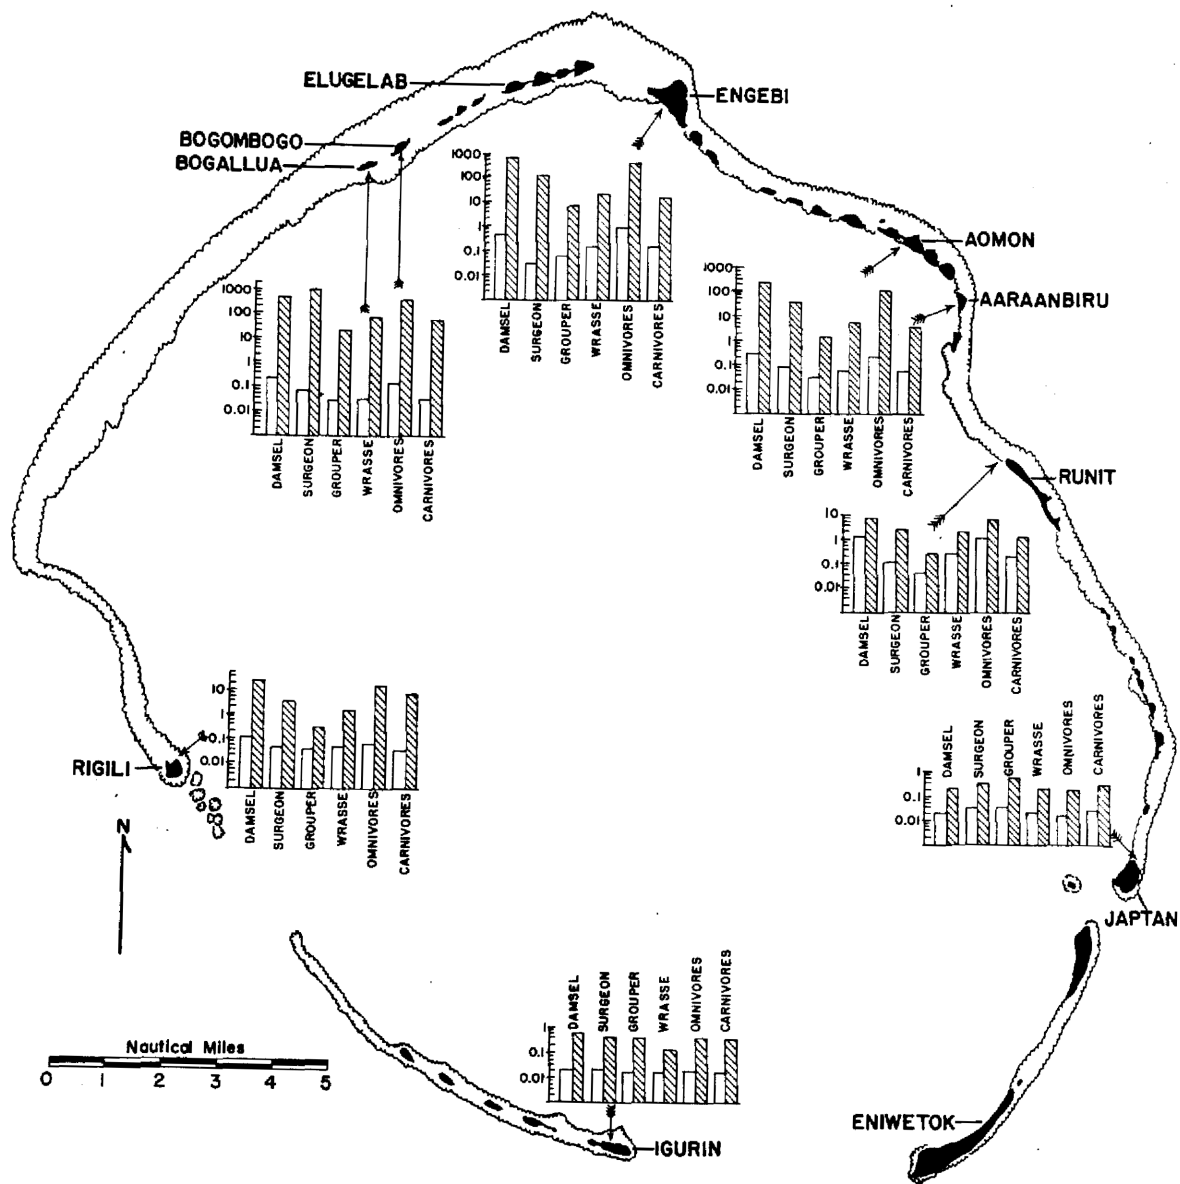 ELUGELAB
ENGEBI
BOGOMBOGO
BOGALLUA
1000
100
10
1
0.1
0.01
DAMSEL
SURGEON
GROUPER
WRASSE
OMNIVORES
CARNIVORES
AOMON
AARAANBIRU
1000
100
10
1
0.1
0.01
DAMSEL
SURGEON
GROUPER
WRASSE
OMNIVORES
CARNIVORES
1000
100
10
1
0.1
0.01
DAMSEL
SURGEON
GROUPER
WRASSE
OMNIVORES
CARNIVORES
RUNIT
10
1
0.1
0.01
DAMSEL
SURGEON
GROUPER
WRASSE
OMNIVORES
CARNIVORES
10
1
0.1
0.01
DAMSEL
SURGEON
GROUPER
WRASSE
OMNIVORES
CARNIVORES
RIGILI
N
DAMSEL
SURGEON
GROUPER
WRASSE
OMNIVORES
CARNIVORES
1
0.1
0.01
JAPTAN
DAMSEL
SURGEON
GROUPER
WRASSE
OMNIVORES
CARNIVORES
1
0.1
0.01
Nautical Miles
0 1 2 3 4 5
IGURIN
ENIWETOK